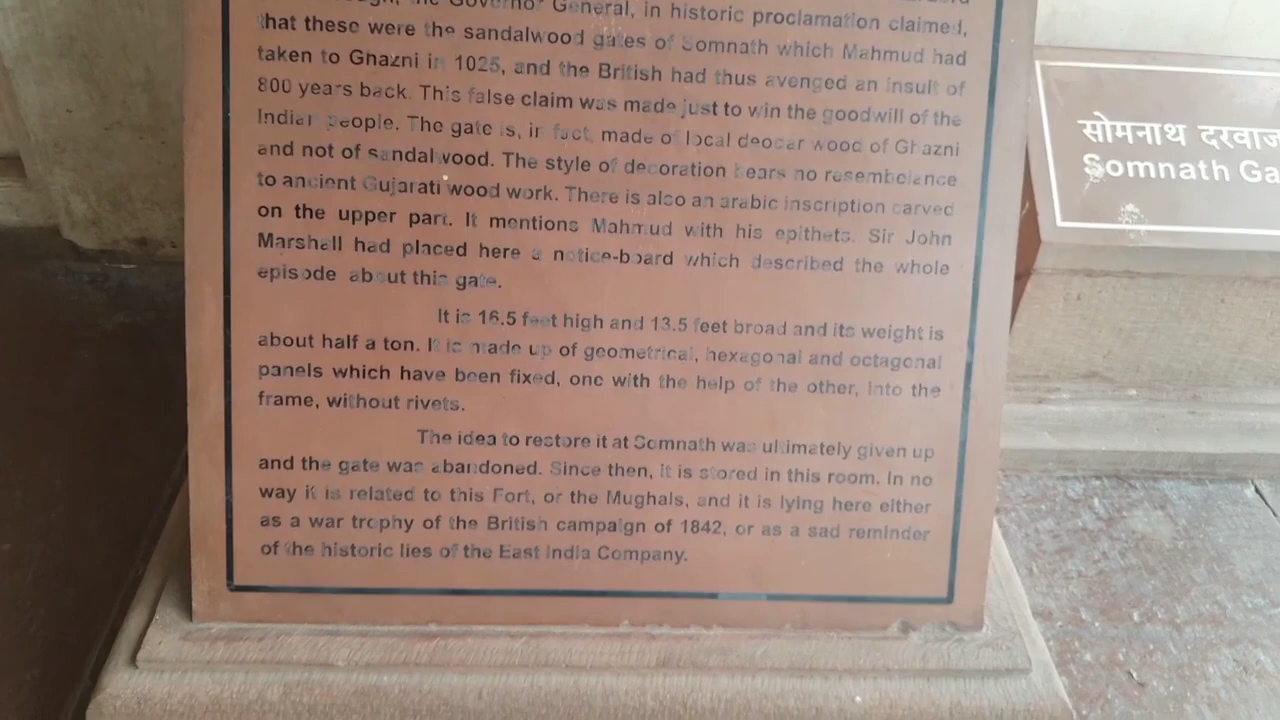 the Governor General, in historic proclamation claimed,
that these were the sandalwood gates of Somnath which Mahmud had
taken to Ghazni in 1025, and the British had thus avenged an insult of
800 years back. This false claim was made just to win the goodwill of the
Indian people. The gate is, in fact, made of local deodar wood of Ghazni
and not of sandalwood. The style of decoration bears no resemblance
to ancient Gujarati wood work. There is also an arabic inscription carved
on the upper part. It mentions Mahmud with his epithets. Sir John
Marshall had placed here a notice-board which described the whole
episode about this gate.
It is 16.5 feet high and 13.5 feet broad and its weight is
about half a ton. It is made up of geometrical, hexagonal and octagonal
panels which have been fixed, one with the help of the other, into the
frame, without rivets.
The idea to restore it at Somnath was ultimately given up
and the gate was abandoned. Since then, it is stored in this room. In no
way it is related to this Fort, or the Mughals, and it is lying here either
as a war trophy of the British campaign of 1842, or as a sad reminder
of the historic lies of the East India Company.
सोमनाथ
Somnath